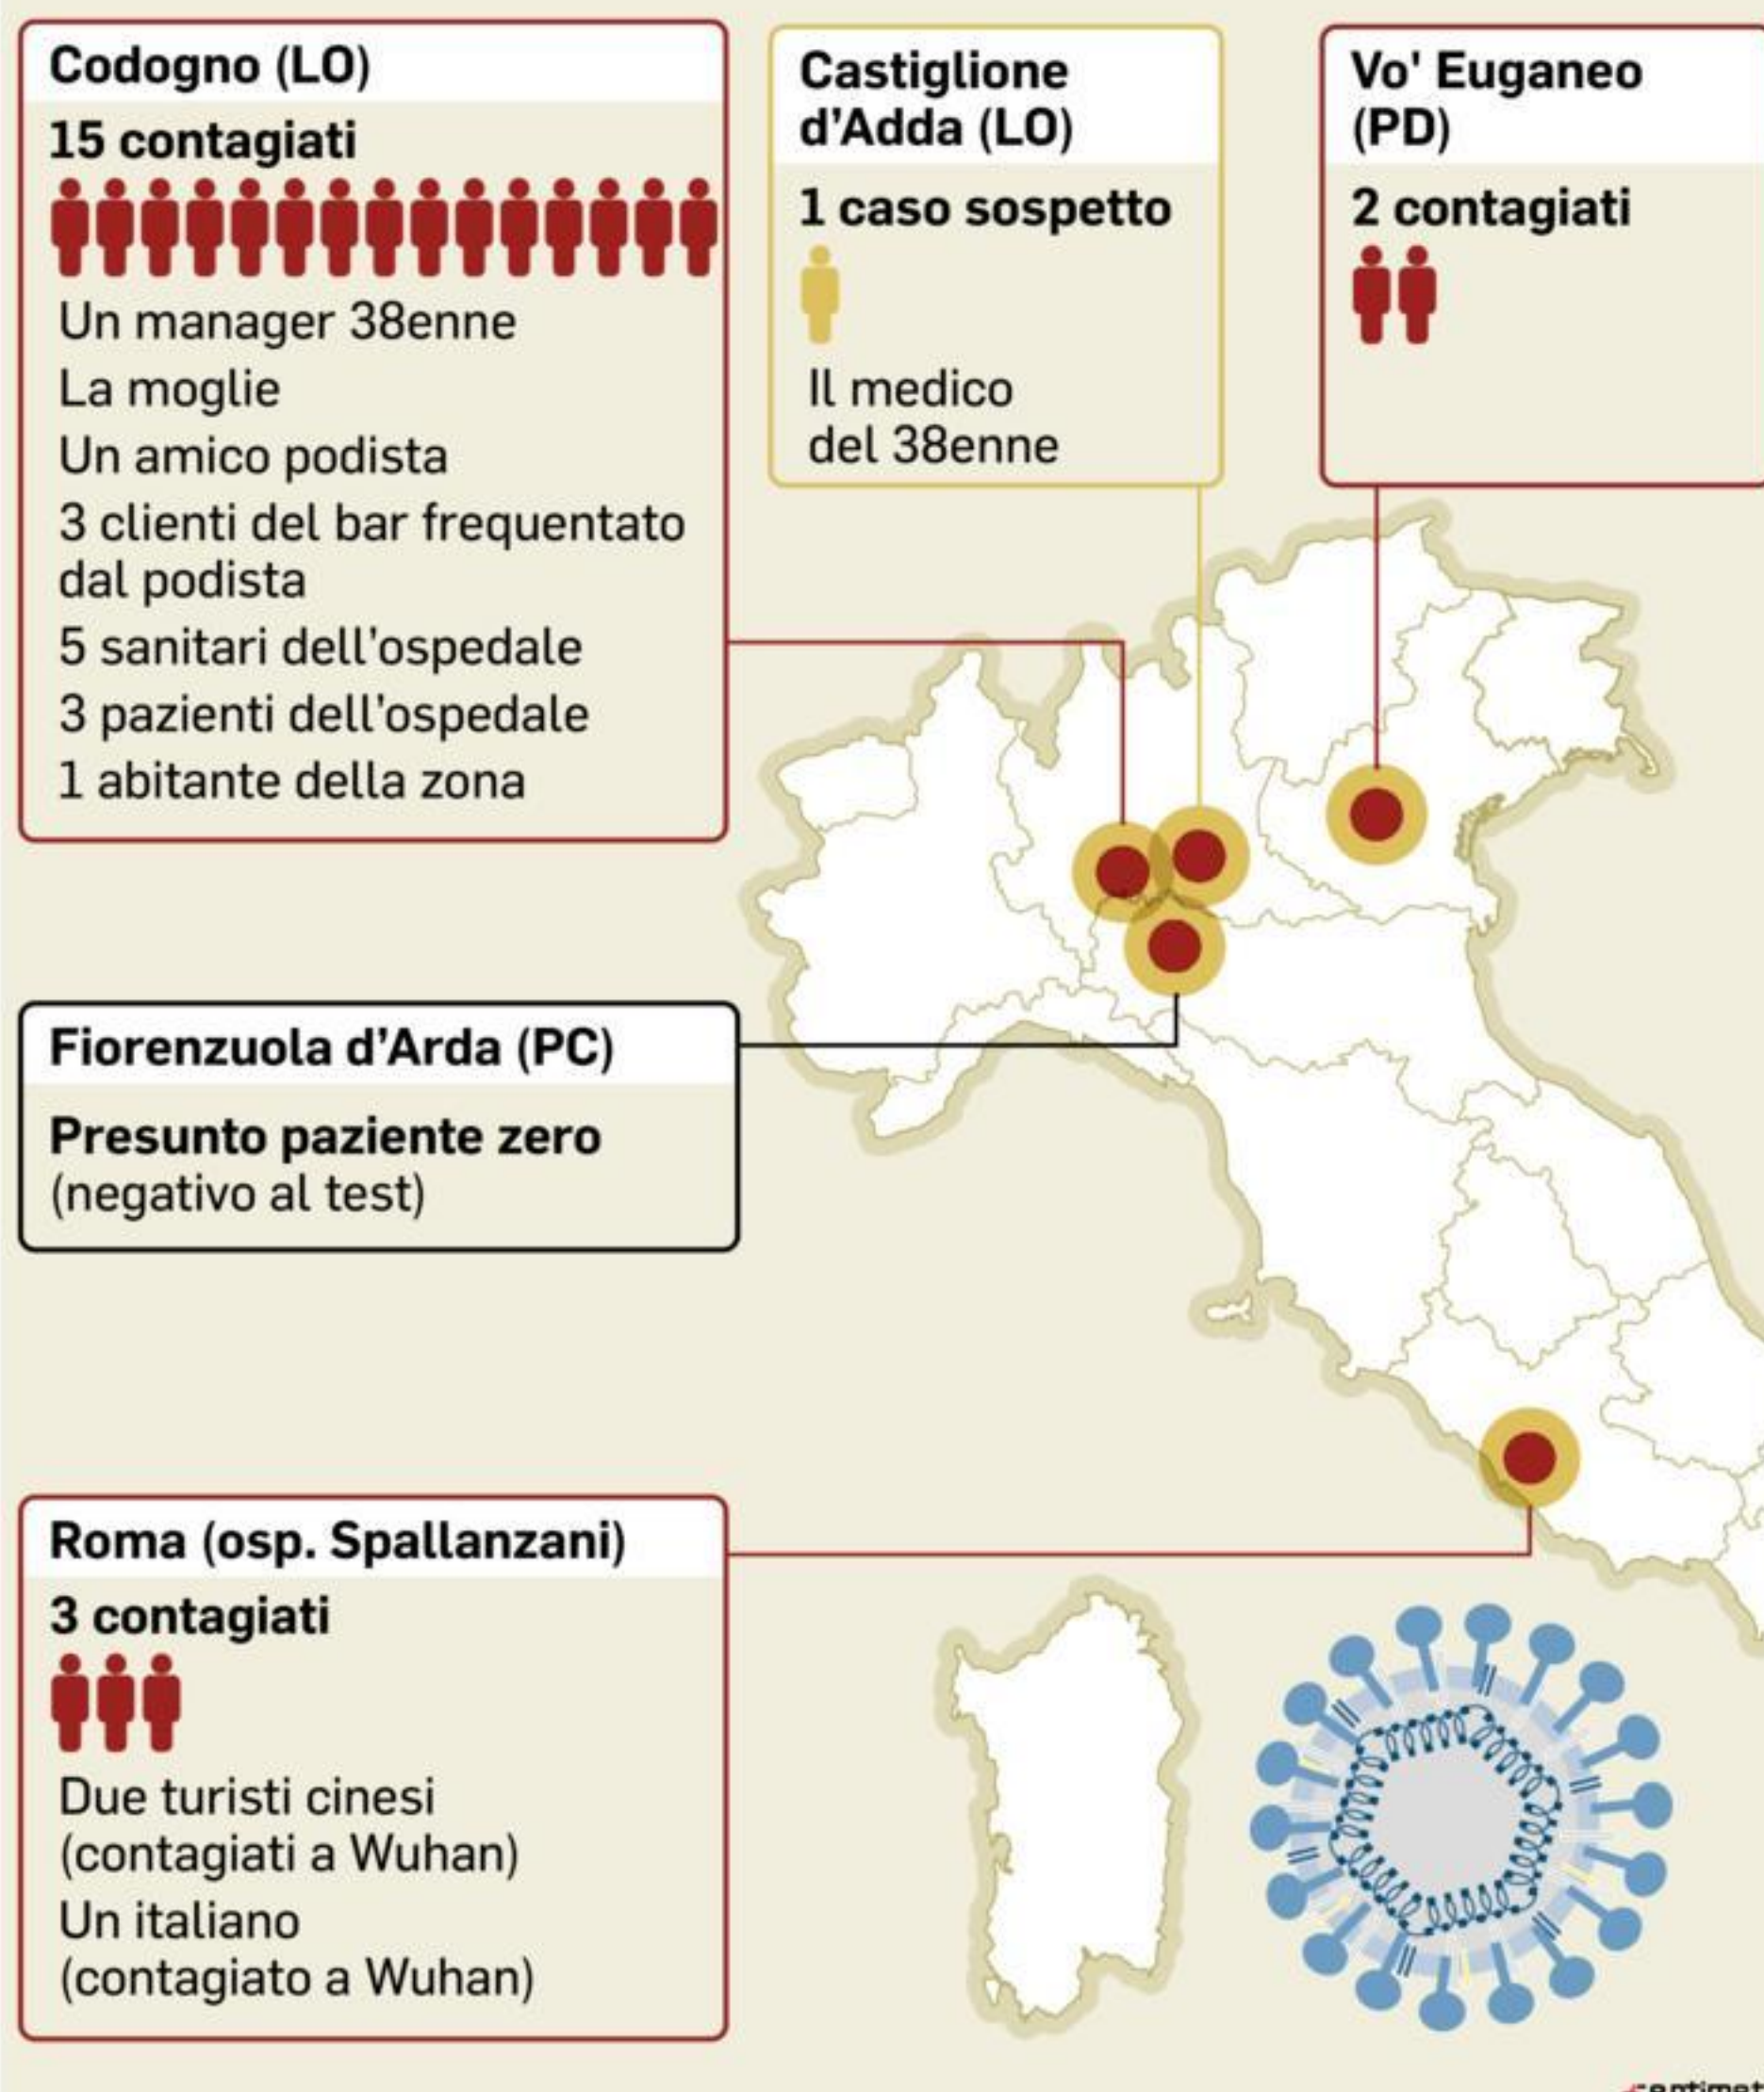 Codogno (LO)
15 contagiati
Un manager 38enne
La moglie
Un amico podista
3 clienti del bar frequentato
dal podista
5 sanitari dell'ospedale
3 pazienti dell'ospedale
1 abitante della zona
Castiglione
d'Adda (LO)
1 caso sospetto
Il medico
del 38enne
Vo' Euganeo
(PD)
2 contagiati
Fiorenzuola d'Arda (PC)
Presunto paziente zero
(negativo al test)
Roma (osp. Spallanzani)
3 contagiati
Due turisti cinesi
(contagiati a Wuhan)
Un italiano
(contagiato a Wuhan)